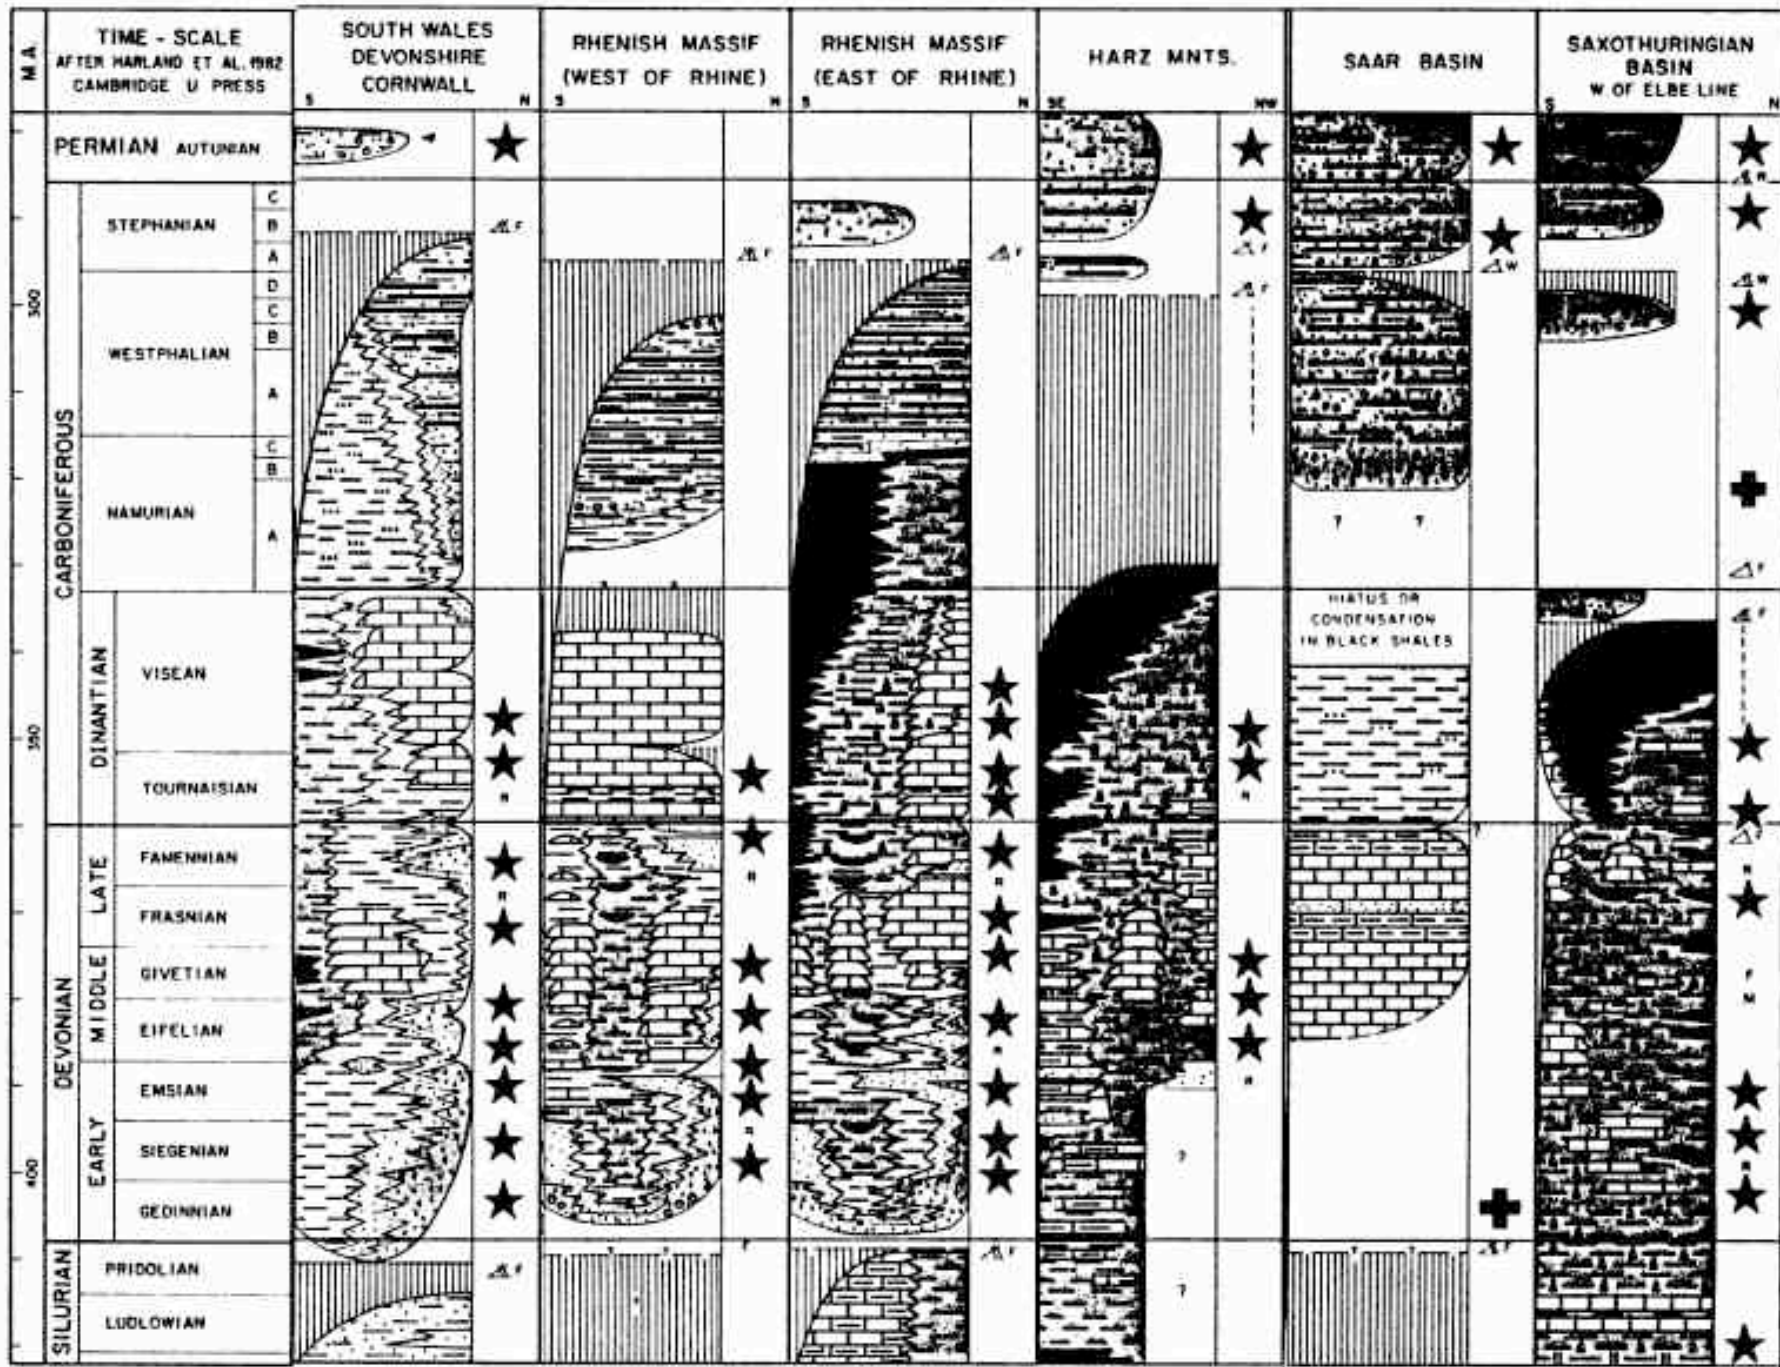 M.A.
TIME - SCALE
AFTER HARLAND ET AL. 1982
CAMBRIDGE U PRESS
SOUTH WALES
DEVONSHIRE
CORNWALL
S N
RHENISH MASSIF
(WEST OF RHINE)
S N
RHENISH MASSIF
(EAST OF RHINE)
S N
HARZ MNTS.
SE NW
SAAR BASIN
SAXOTHURINGIAN
BASIN
W OF ELBE LINE
S N
PERMIAN AUTUNIAN
CARBONIFEROUS
STEPHANIAN
C
B
A
WESTPHALIAN
D
C
B
A
NAMURIAN
C
B
A
DINANTIAN
VISEAN
TOURNAISIAN
DEVONIAN
LATE
FAMENNIAN
FRASNIAN
MIDDLE
GIVETIAN
EIFELIAN
EARLY
EMSIAN
SIEGENIAN
GEDINNIAN
SILURIAN
PRIDOLIAN
LUDLOWIAN
300
350
400
F
F
F
F
F
W
W
F
F
? ?
HIATUS OR
CONDENSATION
IN BLACK SHALES
F
M
?
?
F
F
F